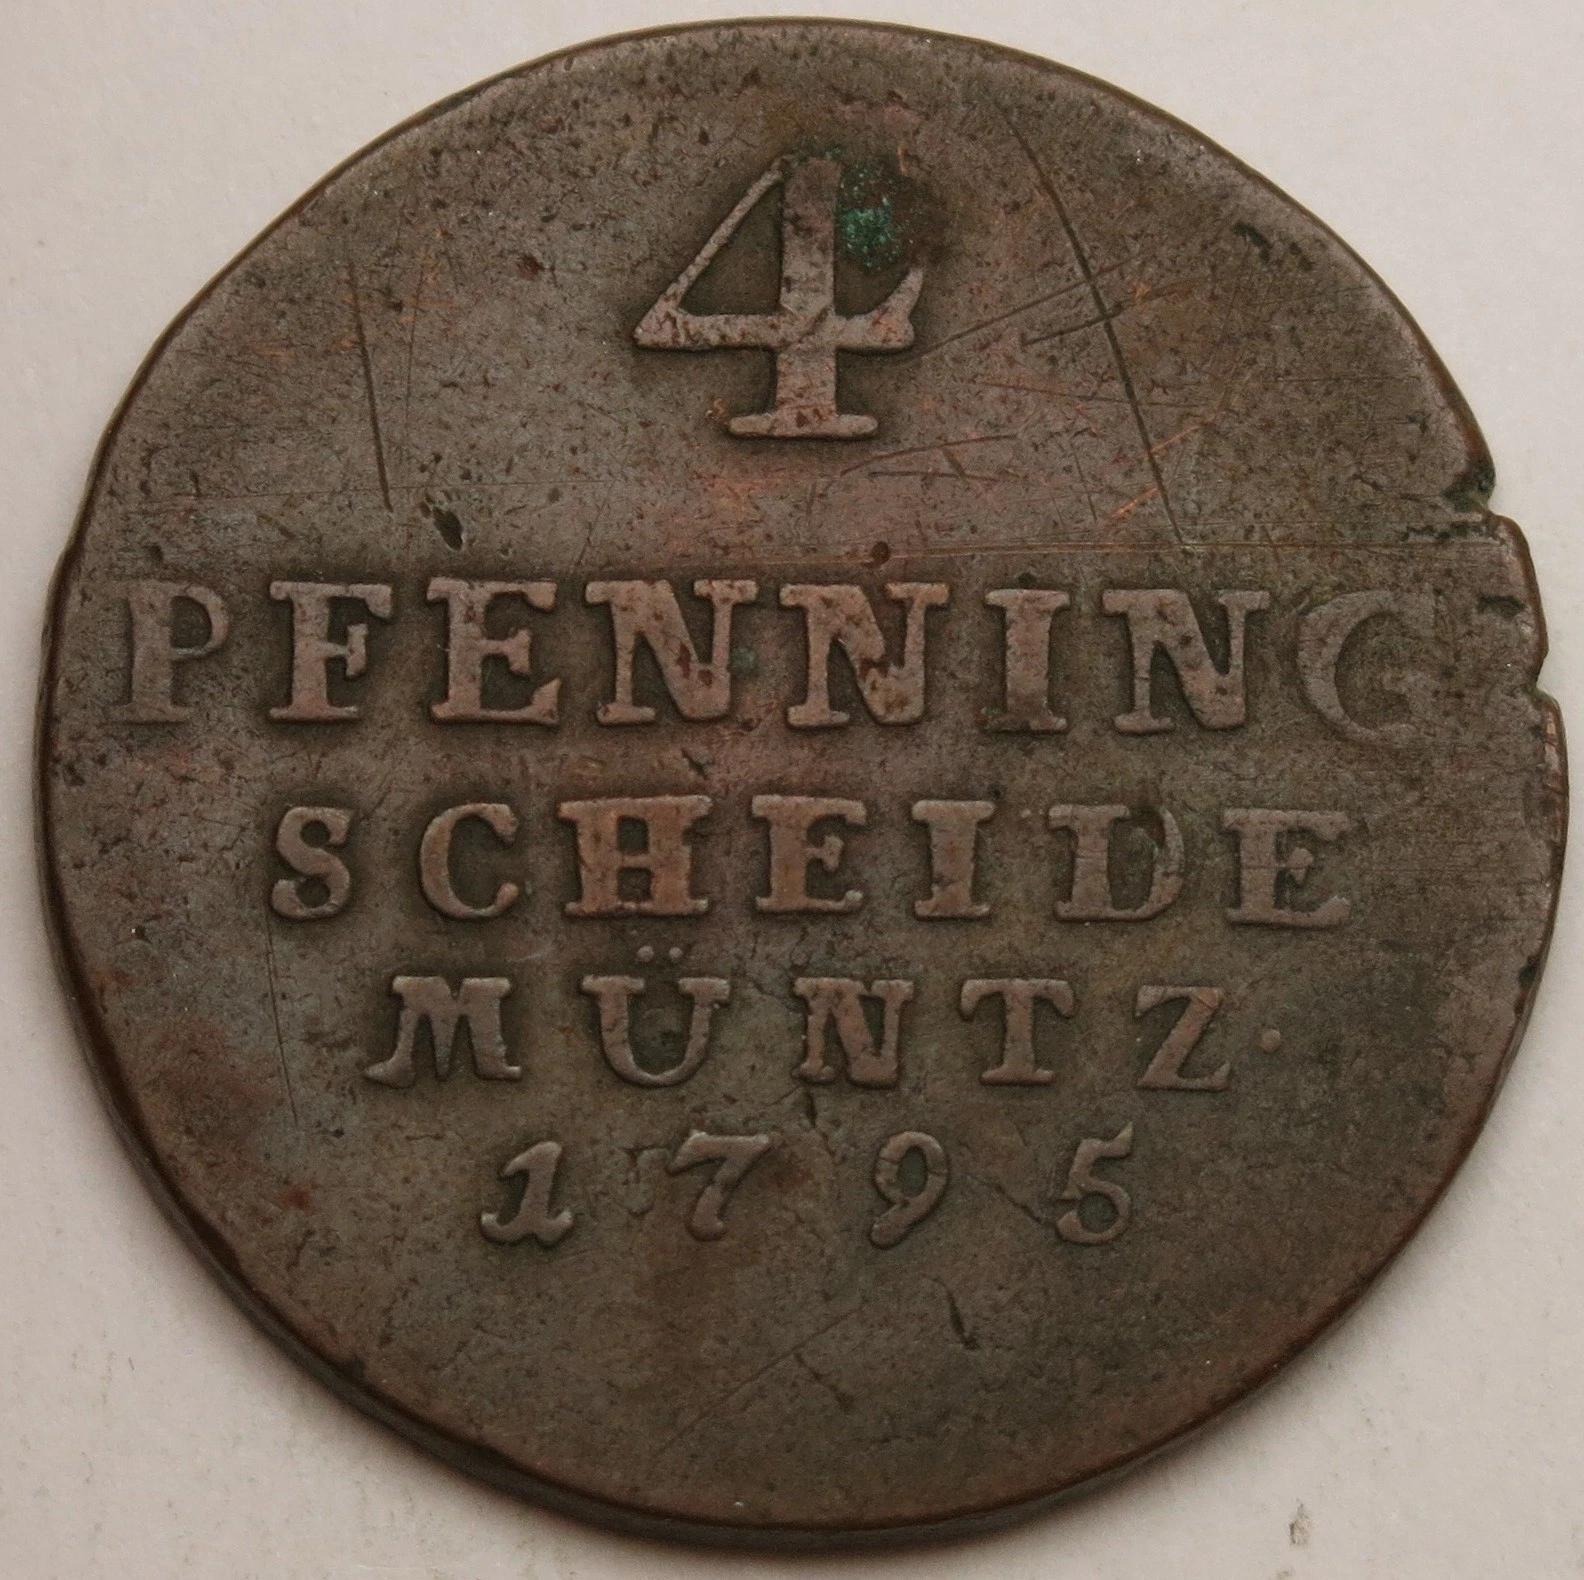 4
PFENNING
SCHEIDE
MÜNTZ.
1795